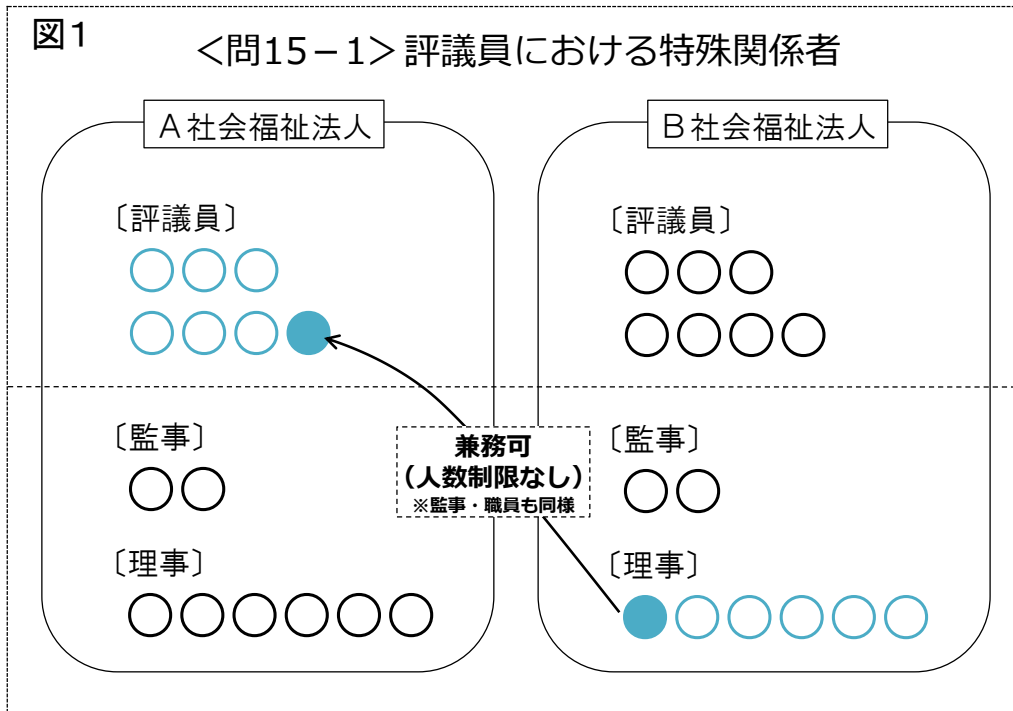 図1
<問15-1>評議員における特殊関係者
A社会福祉法人
B社会福祉法人
〔評議員〕
〔評議員〕
〔監事〕
〔監事〕
兼務可
(人数制限なし)
※監事・職員も同様
〔理事〕
〔理事〕